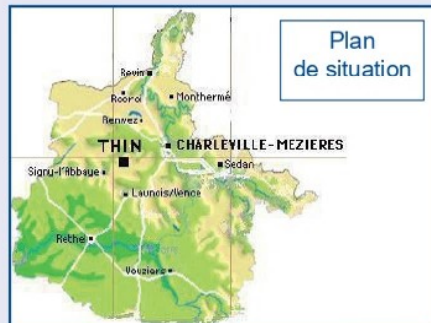 Plan
de situation
Revin
Rocroi
Monthermé
Renwez
THIN
CHARLEVILLE-MEZIERES
Sedan
Signy-l'Abbaye
Launois/Vence
Rethel
Vouziers